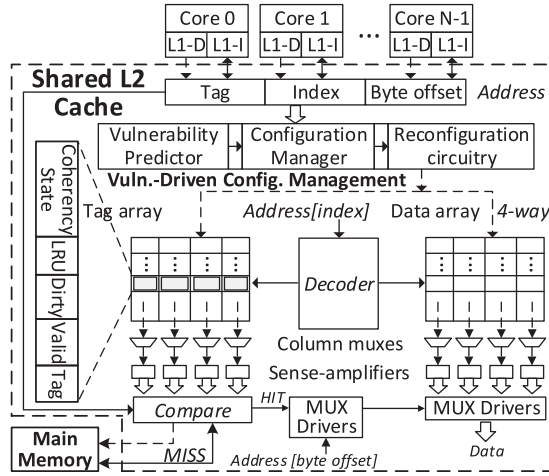 Core 0 Core 1 Core N-1
L1-D L1-I L1-D L1-I ... L1-D L1-I
Shared L2
Cache
Tag Index Byte offset Address
Vulnerability
Predictor
Configuration
Manager
Reconfiguration
circuitry
Vuln.-Driven Config. Management
Tag array Address[index] Data array 4-way
Coherency
State
LRU
Dirty
Valid
Tag
Decoder
Column muxes
Sense-amplifiers
Compare HIT MUX
Drivers
MUX Drivers
Main
Memory
MISS
Address [byte offset]
Data